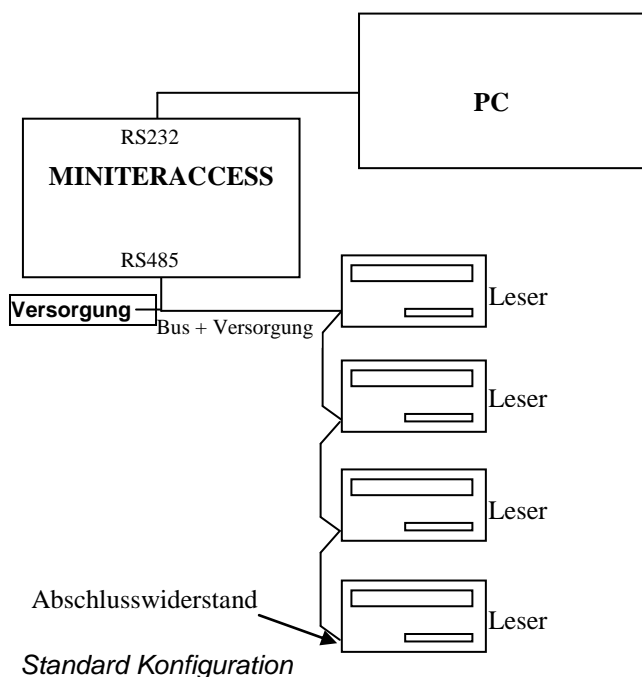 PC
RS232
MINITERACCESS
RS485
Versorgung
Bus + Versorgung
Leser
Leser
Leser
Leser
Abschlusswiderstand
Standard Konfiguration